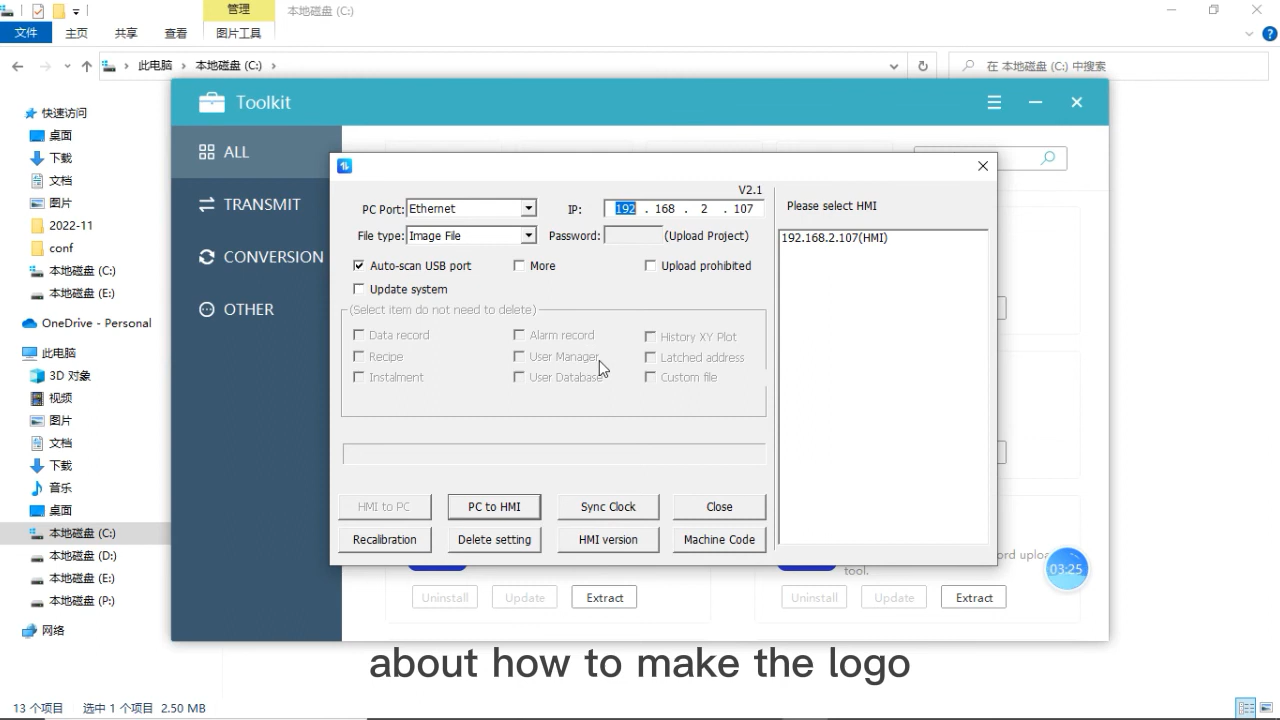 管理
本地磁盘 (C:)
文件
主页
共享
查看
图片工具
此电脑
本地磁盘 (C:)
在 本地磁盘 (C:) 中搜索
快速访问
桌面
下载
文档
图片
2022-11
conf
本地磁盘 (C:)
本地磁盘 (E:)
OneDrive - Personal
此电脑
3D 对象
视频
图片
文档
下载
音乐
桌面
本地磁盘 (C:)
本地磁盘 (D:)
本地磁盘 (E:)
本地磁盘 (P:)
网络
Toolkit
ALL
TRANSMIT
CONVERSION
OTHER
V2.1
PC Port: Ethernet
IP: 192 . 168 . 2 . 107
File type: Image File
Password: (Upload Project)
Auto-scan USB port
More
Upload prohibited
Update system
(Select item do not need to delete)
Data record
Alarm record
History XY Plot
Recipe
User Manager
Latched address
Instalment
User Database
Custom file
HMI to PC
PC to HMI
Sync Clock
Close
Recalibration
Delete setting
HMI version
Machine Code
Please select HMI
192.168.2.107(HMI)
tool.
03:25
Uninstall
Update
Extract
Uninstall
Update
Extract
about how to make the logo
13 个项目
选中 1 个项目 2.50 MB